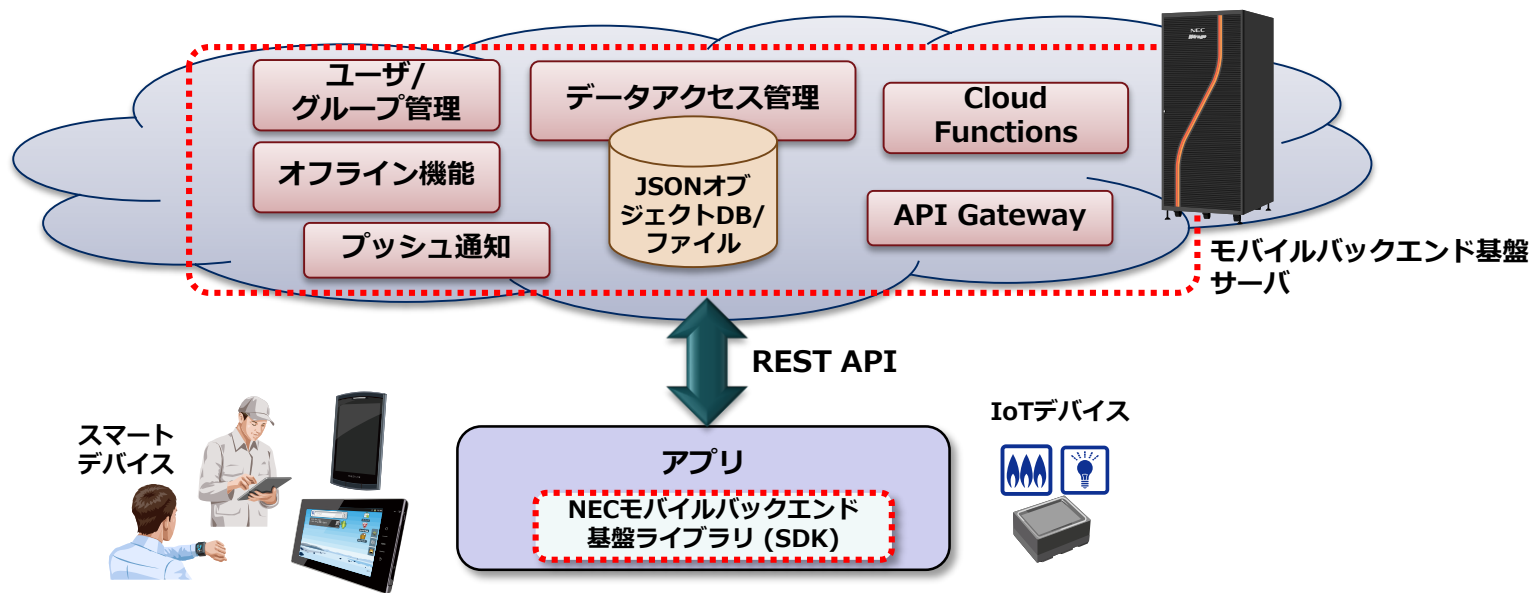 ユーザ/
グループ管理
データアクセス管理
Cloud
Functions
NEC
オフライン機能
JSONオブ
ジェクトDB/
ファイル
API Gateway
プッシュ通知
モバイルバックエンド基盤
サーバ
REST API
スマート
デバイス
IoTデバイス
アプリ
NECモバイルバックエンド
基盤ライブラリ (SDK)